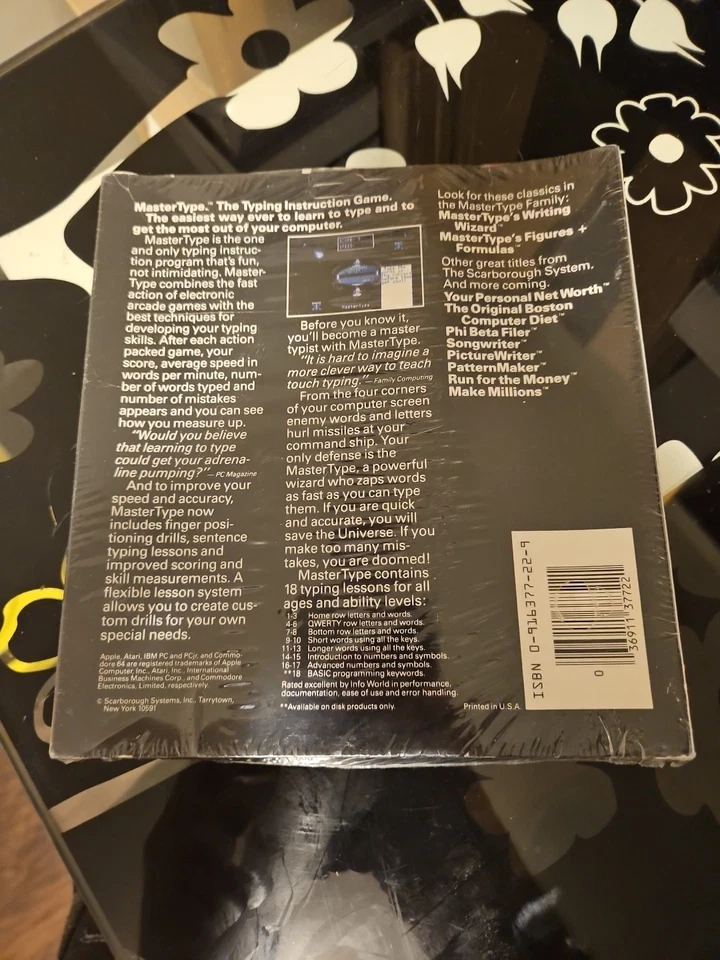 MasterType.™ The Typing Instruction Game.
The easiest way ever to learn to type and to
get the most out of your computer.
MasterType is the one
and only typing instruc-
tion program that's fun,
not intimidating. Master-
Type combines the fast
action of electronic
arcade games with the
best techniques for
developing your typing
skills. After each action
packed game, your
score, average speed in
words per minute, num-
ber of words typed and
number of mistakes
appears and you can see
how you measure up.
"Would you believe
that learning to type
could get your adrena-
line pumping?"— PC Magazine
And to improve your
speed and accuracy,
MasterType now
includes finger posi-
tioning drills, sentence
typing lessons and
improved scoring and
skill measurements. A
flexible lesson system
allows you to create cus-
tom drills for your own
special needs.
Apple, Atari, IBM PC and PCjr, and Commo-
dore 64 are registered trademarks of Apple
Computer, Inc., Atari, Inc., International
Business Machines Corp., and Commodore
Electronics, Limited, respectively.
© Scarborough Systems, Inc., Tarrytown,
New York 10591
MasterType
Before you know it,
you'll become a master
typist with MasterType.
"It is hard to imagine a
more clever way to teach
touch typing."— Family Computing
From the four corners
of your computer screen
enemy words and letters
hurl missiles at your
command ship. Your
only defense is the
MasterType, a powerful
wizard who zaps words
as fast as you can type
them. If you are quick
and accurate, you will
save the Universe. If you
make too many mis-
takes, you are doomed!
MasterType contains
18 typing lessons for all
ages and ability levels:
1-3 Home row letters and words.
4-6 QWERTY row letters and words.
7-8 Bottom row letters and words.
9-10 Short words using all the keys.
11-13 Longer words using all the keys.
14-15 Introduction to numbers and symbols.
16-17 Advanced numbers and symbols.
**18 BASIC programming keywords.
Rated excellent by Info World in performance,
documentation, ease of use and error handling.
**Available on disk products only.
Printed in U.S.A.
Look for these classics in
the MasterType Family:
MasterType's Writing
Wizard™
MasterType's Figures +
Formulas™
Other great titles from
The Scarborough System.
And more coming.
Your Personal Net Worth™
The Original Boston
Computer Diet™
Phi Beta Filer™
Songwriter™
PictureWriter™
PatternMaker™
Run for the Money™
Make Millions™
ISBN 0-916377-22-9
0 36911 37722